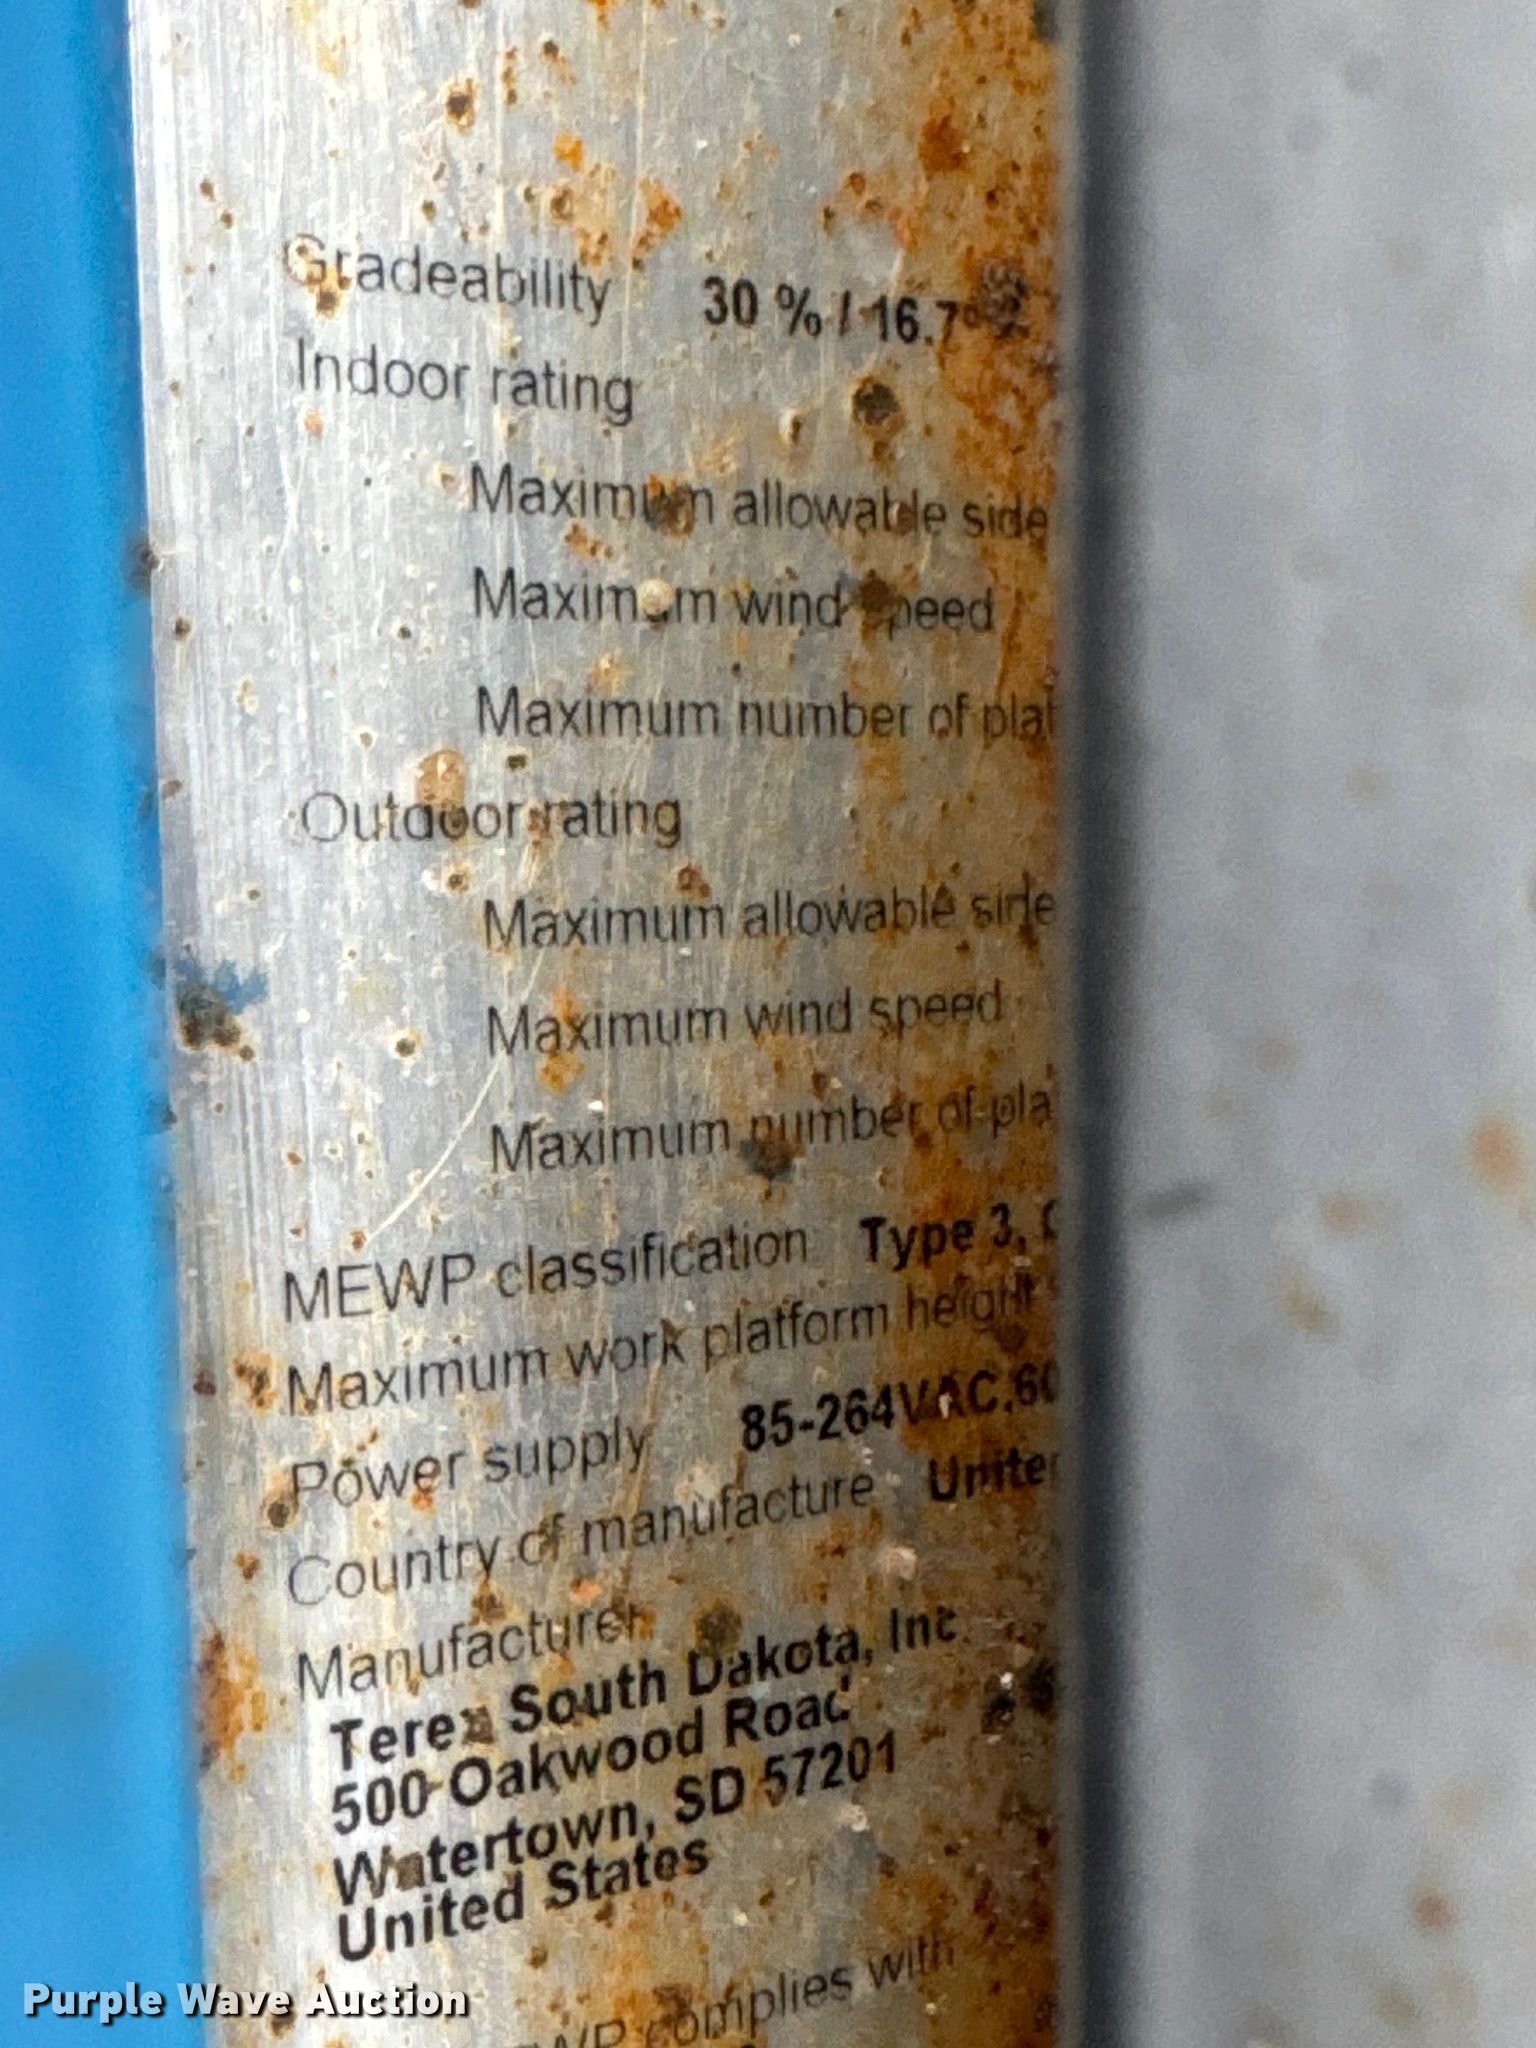 Gradeability 30 % / 16.7°
Indoor rating
Maximum allowable side
Maximum wind speed
Maximum number of plat
Outdoor rating
Maximum allowable side
Maximum wind speed
Maximum number of pla
MEWP classification Type 3,
Maximum work platform height
Power supply 85-264VAC,60
Country of manufacture United
Manufacturer
Terex South Dakota, Inc.
500 Oakwood Road
Watertown, SD 57201
United States
complies with
Purple Wave Auction